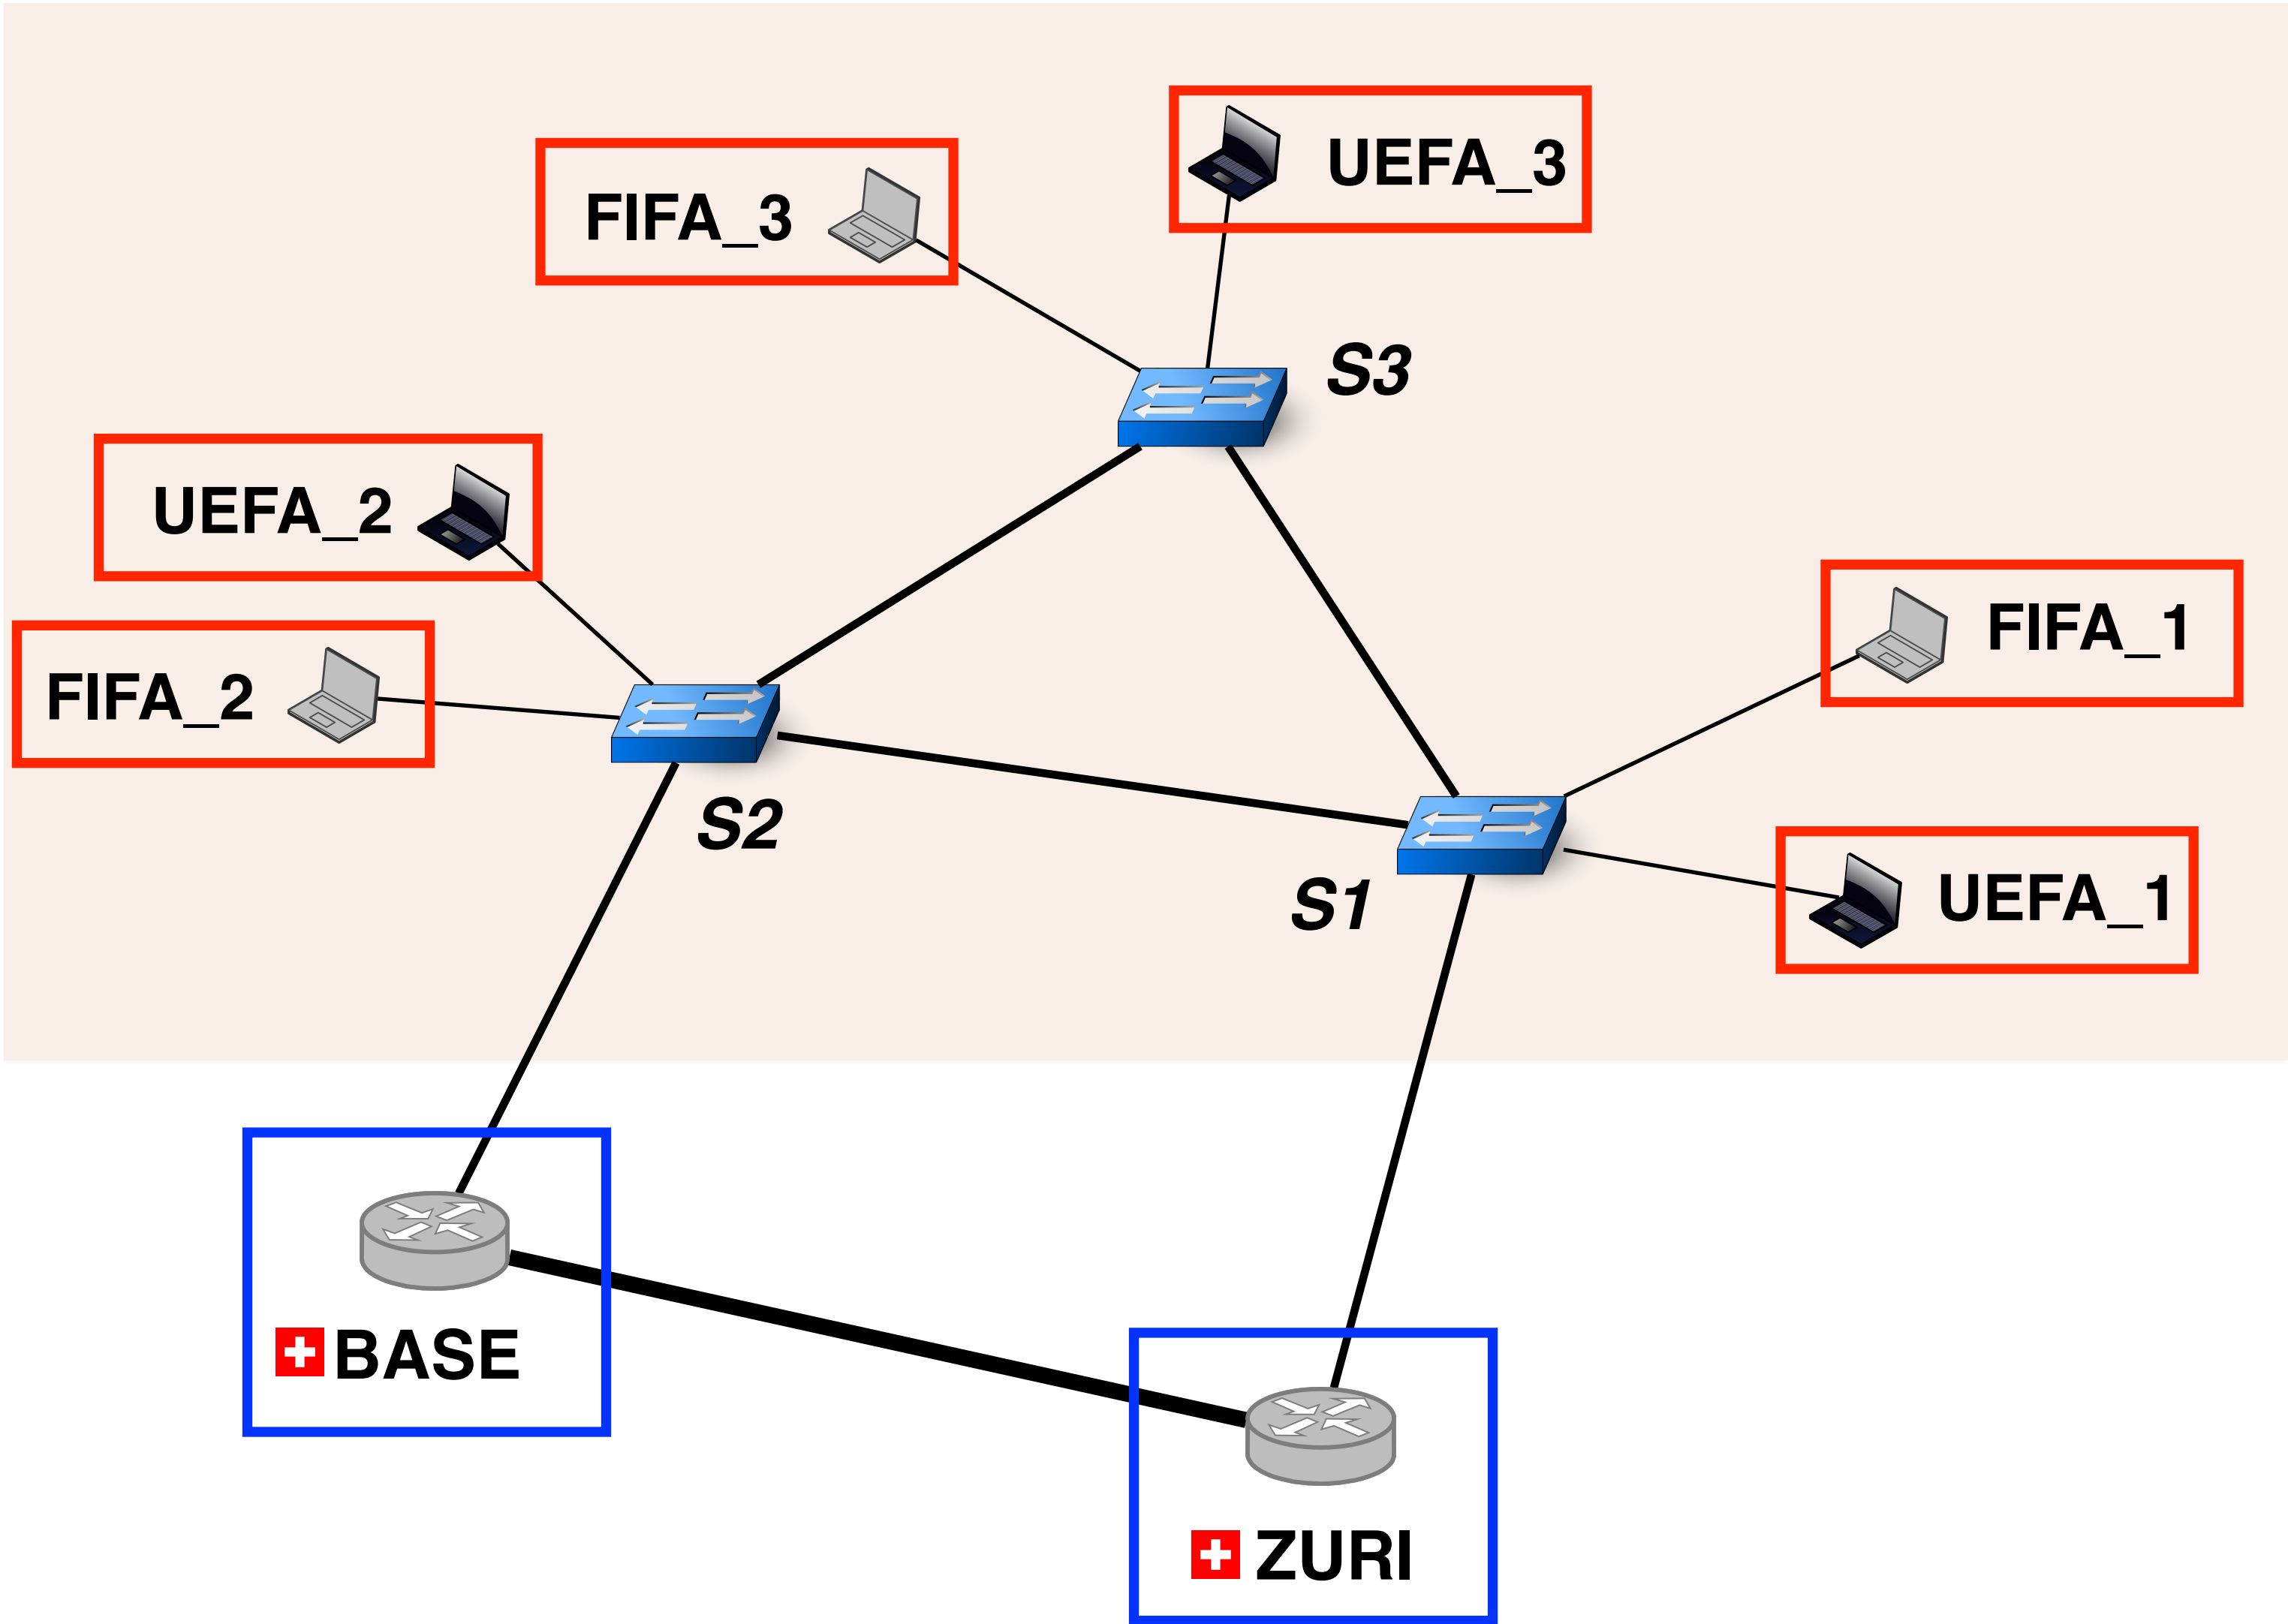 UEFA_3
FIFA_3
S3
UEFA_2
FIFA_1
FIFA_2
S2
S1
UEFA_1
BASE
ZURI